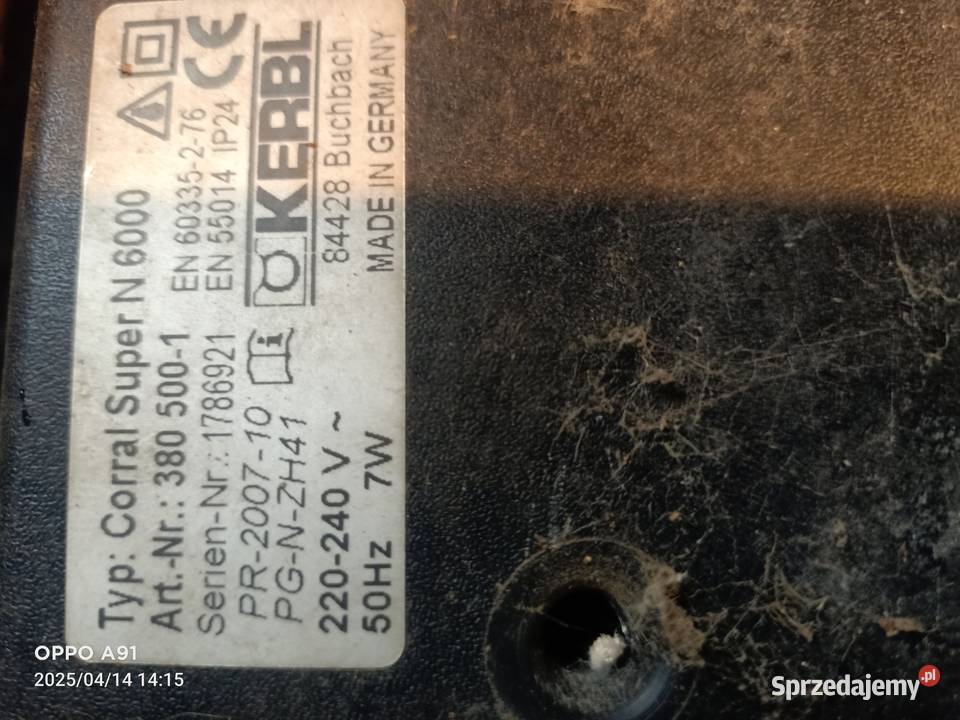 Typ: Corral Super N 6000
Art.-Nr.: 380 500-1
Serien-Nr.: 1786921
PR-2007-10
PG-N-ZH41
220-240 V ~
50Hz 7W
EN 60335-2-76
EN 55014 IP24
CE
KERBL
84428 Buchbach
MADE IN GERMANY
i
OPPO A91
2025/04/14 14:15
Sprzedajemy.pl